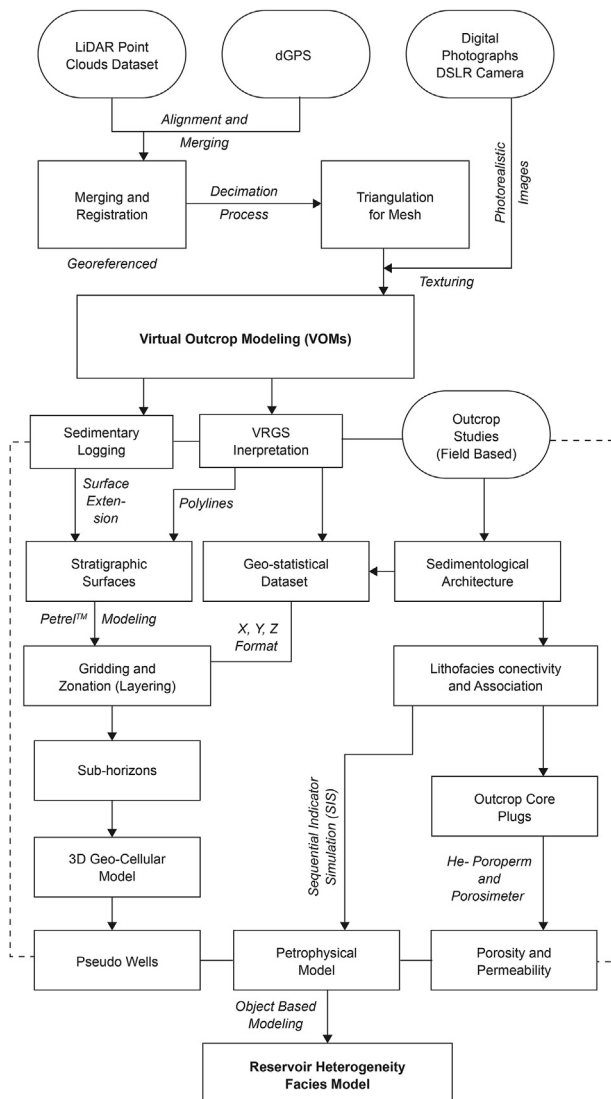 LiDAR Point
Clouds Dataset
dGPS
Digital
Photographs
DSLR Camera
Alignment and
Merging
Photorealistic
Images
Merging and
Registration
Decimation
Process
Triangulation
for Mesh
Georeferenced
Texturing
Virtual Outcrop Modeling (VOMs)
Sedimentary
Logging
VRGS
Inerpretation
Outcrop
Studies
(Field Based)
Surface
Exten-
sion
Polylines
Stratigraphic
Surfaces
Geo-statistical
Dataset
Sedimentological
Architecture
Petrel™ Modeling
X, Y, Z
Format
Gridding and
Zonation (Layering)
Lithofacies conectivity
and Association
Sub-horizons
Sequential Indicator
Simulation (SIS)
Outcrop Core
Plugs
3D Geo-Cellular
Model
He- Poroperm
and
Porosimeter
Pseudo Wells
Petrophysical
Model
Porosity and
Permeability
Object Based
Modeling
Reservoir Heterogeneity
Facies Model